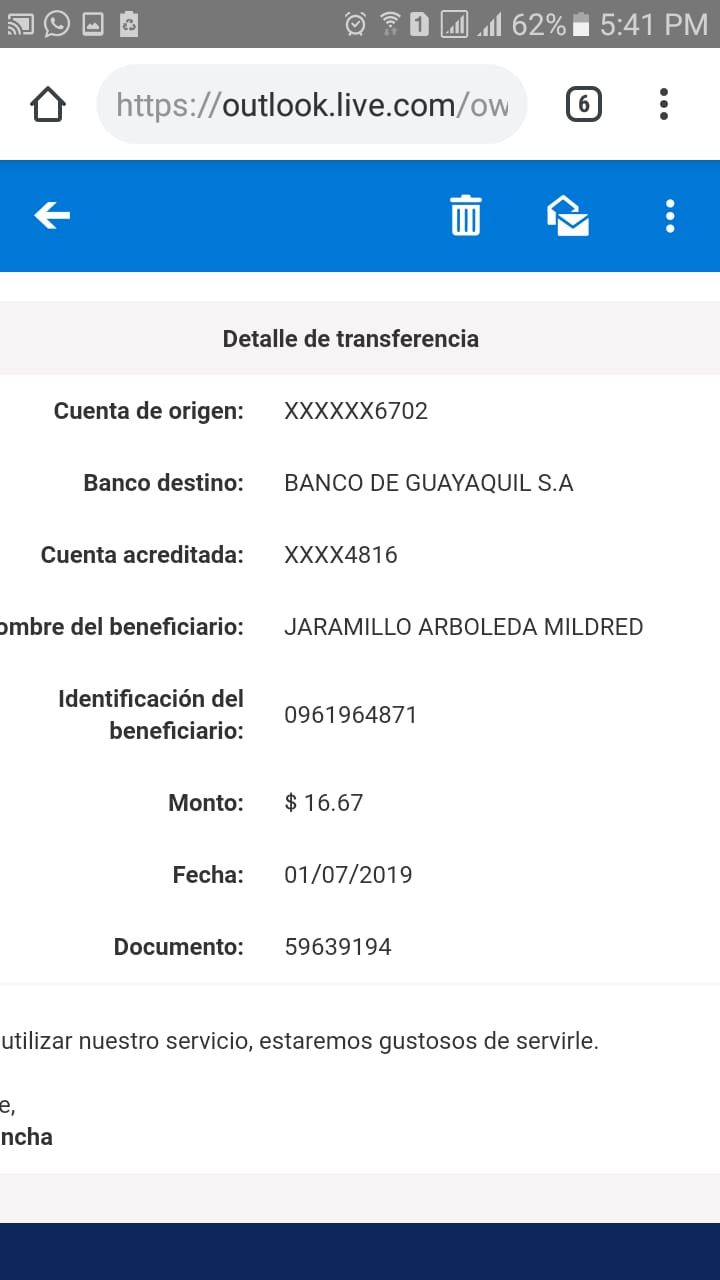 62% 5:41 PM
https://outlook.live.com/ow
6
Detalle de transferencia
Cuenta de origen: XXXXXX6702
Banco destino: BANCO DE GUAYAQUIL S.A
Cuenta acreditada: XXXX4816
ombre del beneficiario: JARAMILLO ARBOLEDA MILDRED
Identificación del
beneficiario: 0961964871
Monto: $ 16.67
Fecha: 01/07/2019
Documento: 59639194
utilizar nuestro servicio, estaremos gustosos de servirle.
e,
ncha